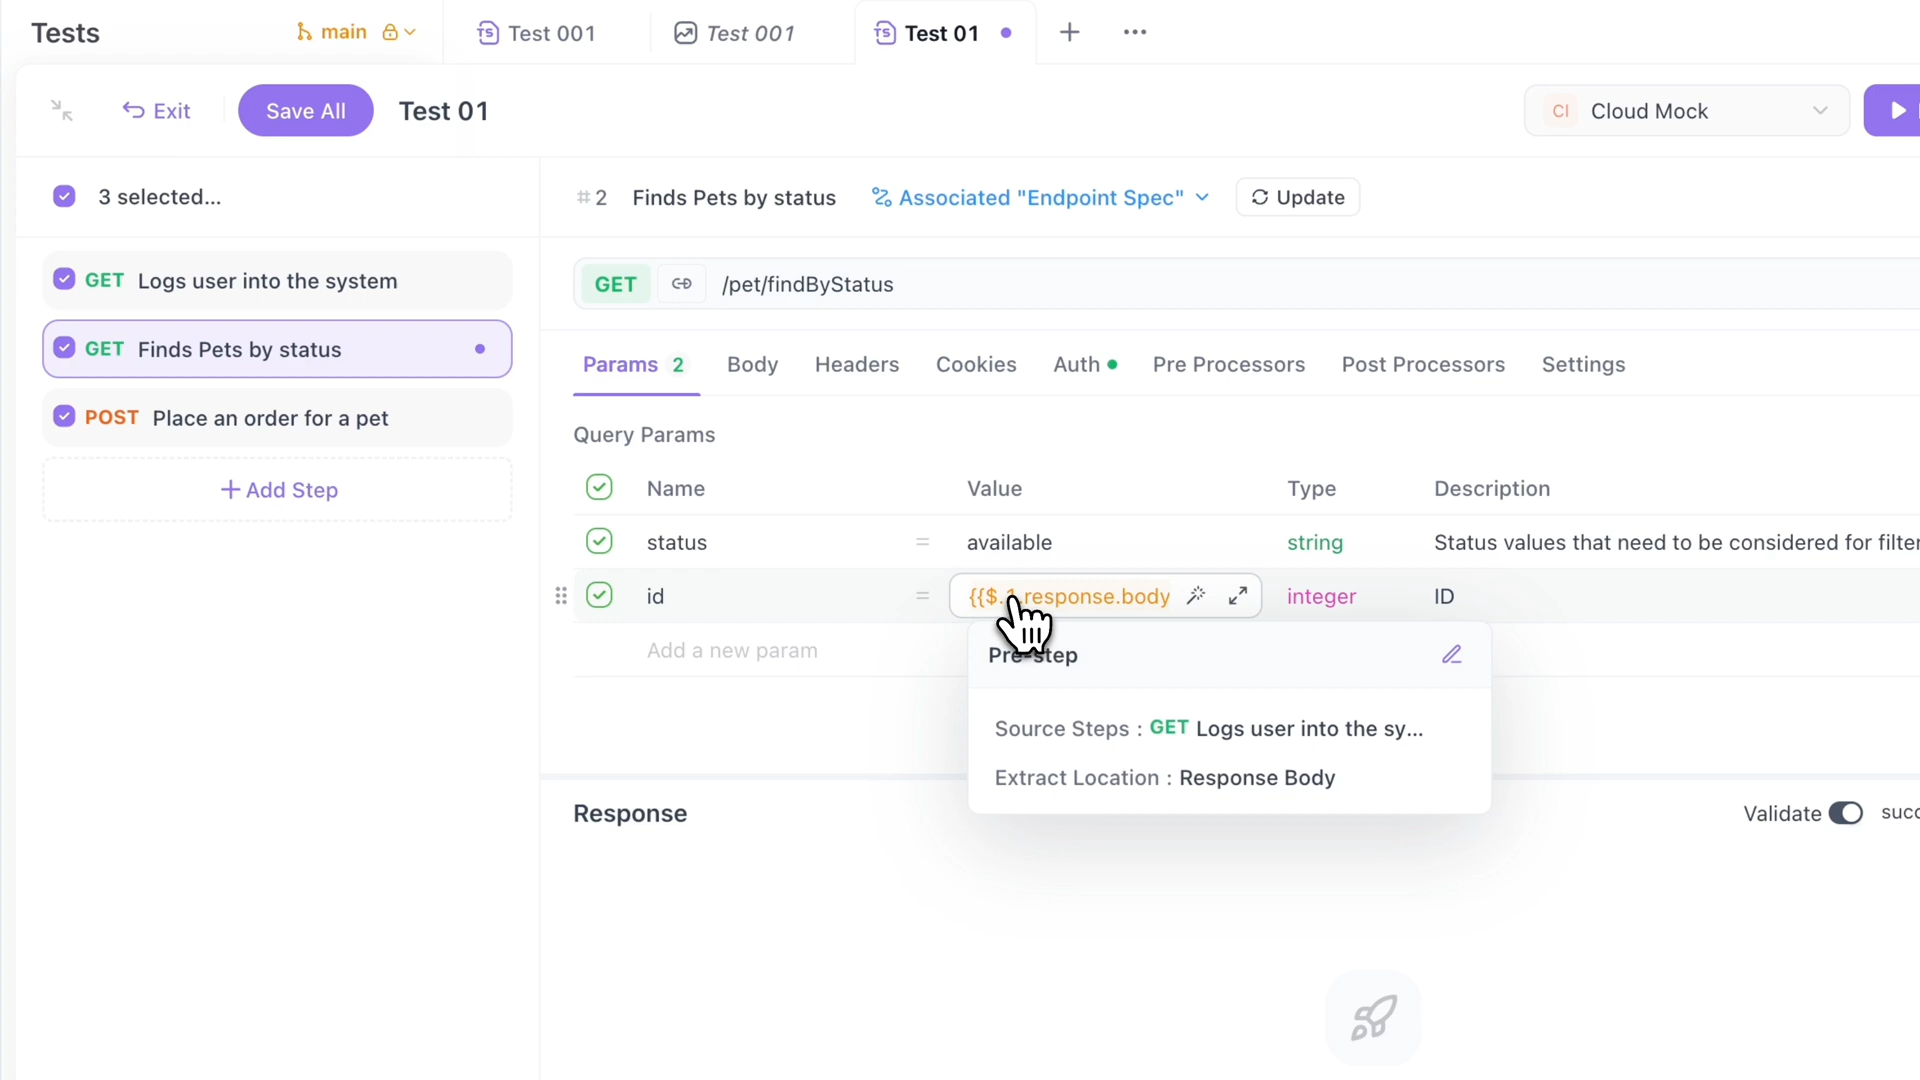 Tests
main
Test 001
Test 001
Test 01
Exit
Save All
Test 01
CI Cloud Mock
3 selected...
#2 Finds Pets by status Associated "Endpoint Spec" Update
GET Logs user into the system
GET Finds Pets by status
POST Place an order for a pet
+ Add Step
GET /pet/findByStatus
Params 2 Body Headers Cookies Auth Pre Processors Post Processors Settings
Query Params
Name Value Type Description
status = available string Status values that need to be considered for filter
id = {{$.1.response.body integer ID
Add a new param
Pre-step
Source Steps : GET Logs user into the sy...
Extract Location : Response Body
Response
Validate succ